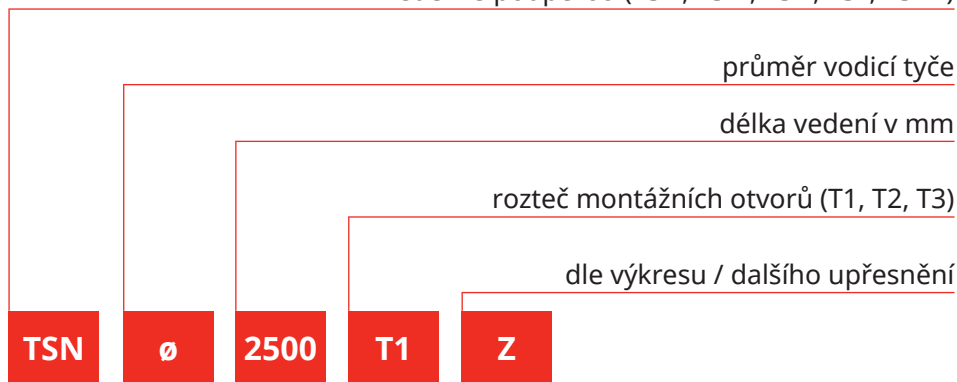 průměr vodicí tyče
délka vedení v mm
rozteč montážních otvorů (T1, T2, T3)
dle výkresu / dalšího upřesnění
TSN ø 2500 T1 Z